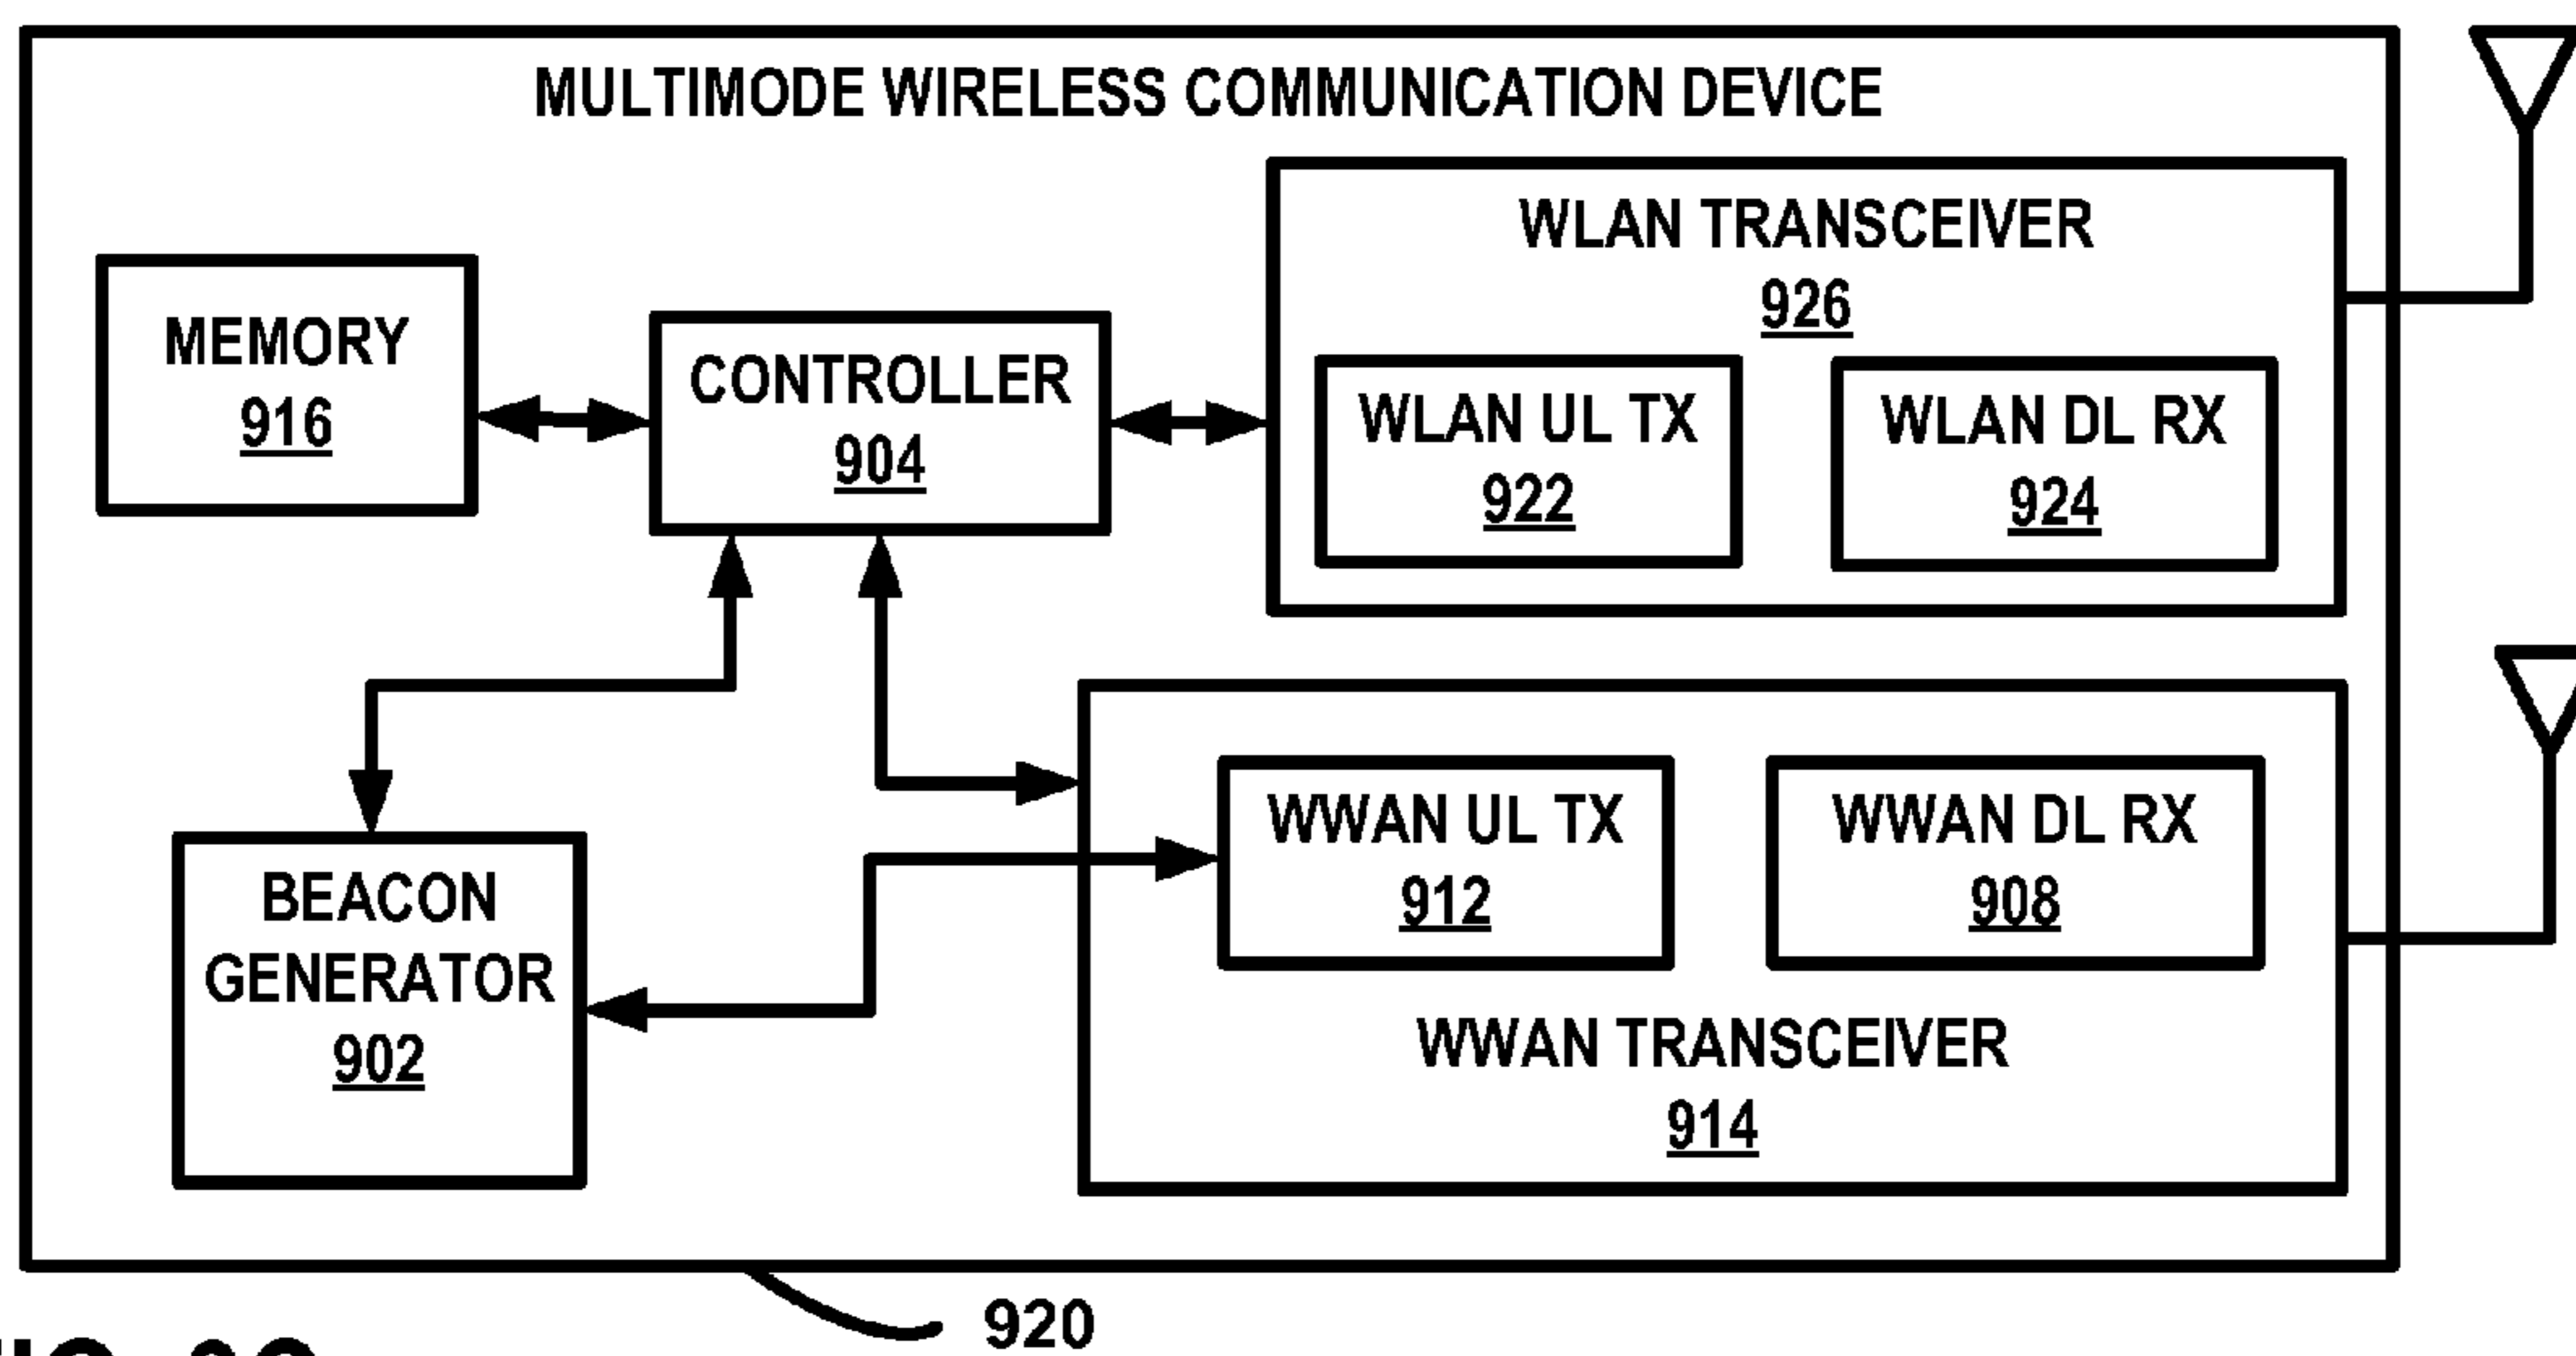 MULTIMODE WIRELESS COMMUNICATION DEVICE
WLAN TRANSCEIVER
926
MEMORY
916
CONTROLLER
904
WLAN UL TX
922
WLAN DL RX
924
BEACON
GENERATOR
902
WWAN UL TX
912
WWAN DL RX
908
WWAN TRANSCEIVER
914
920